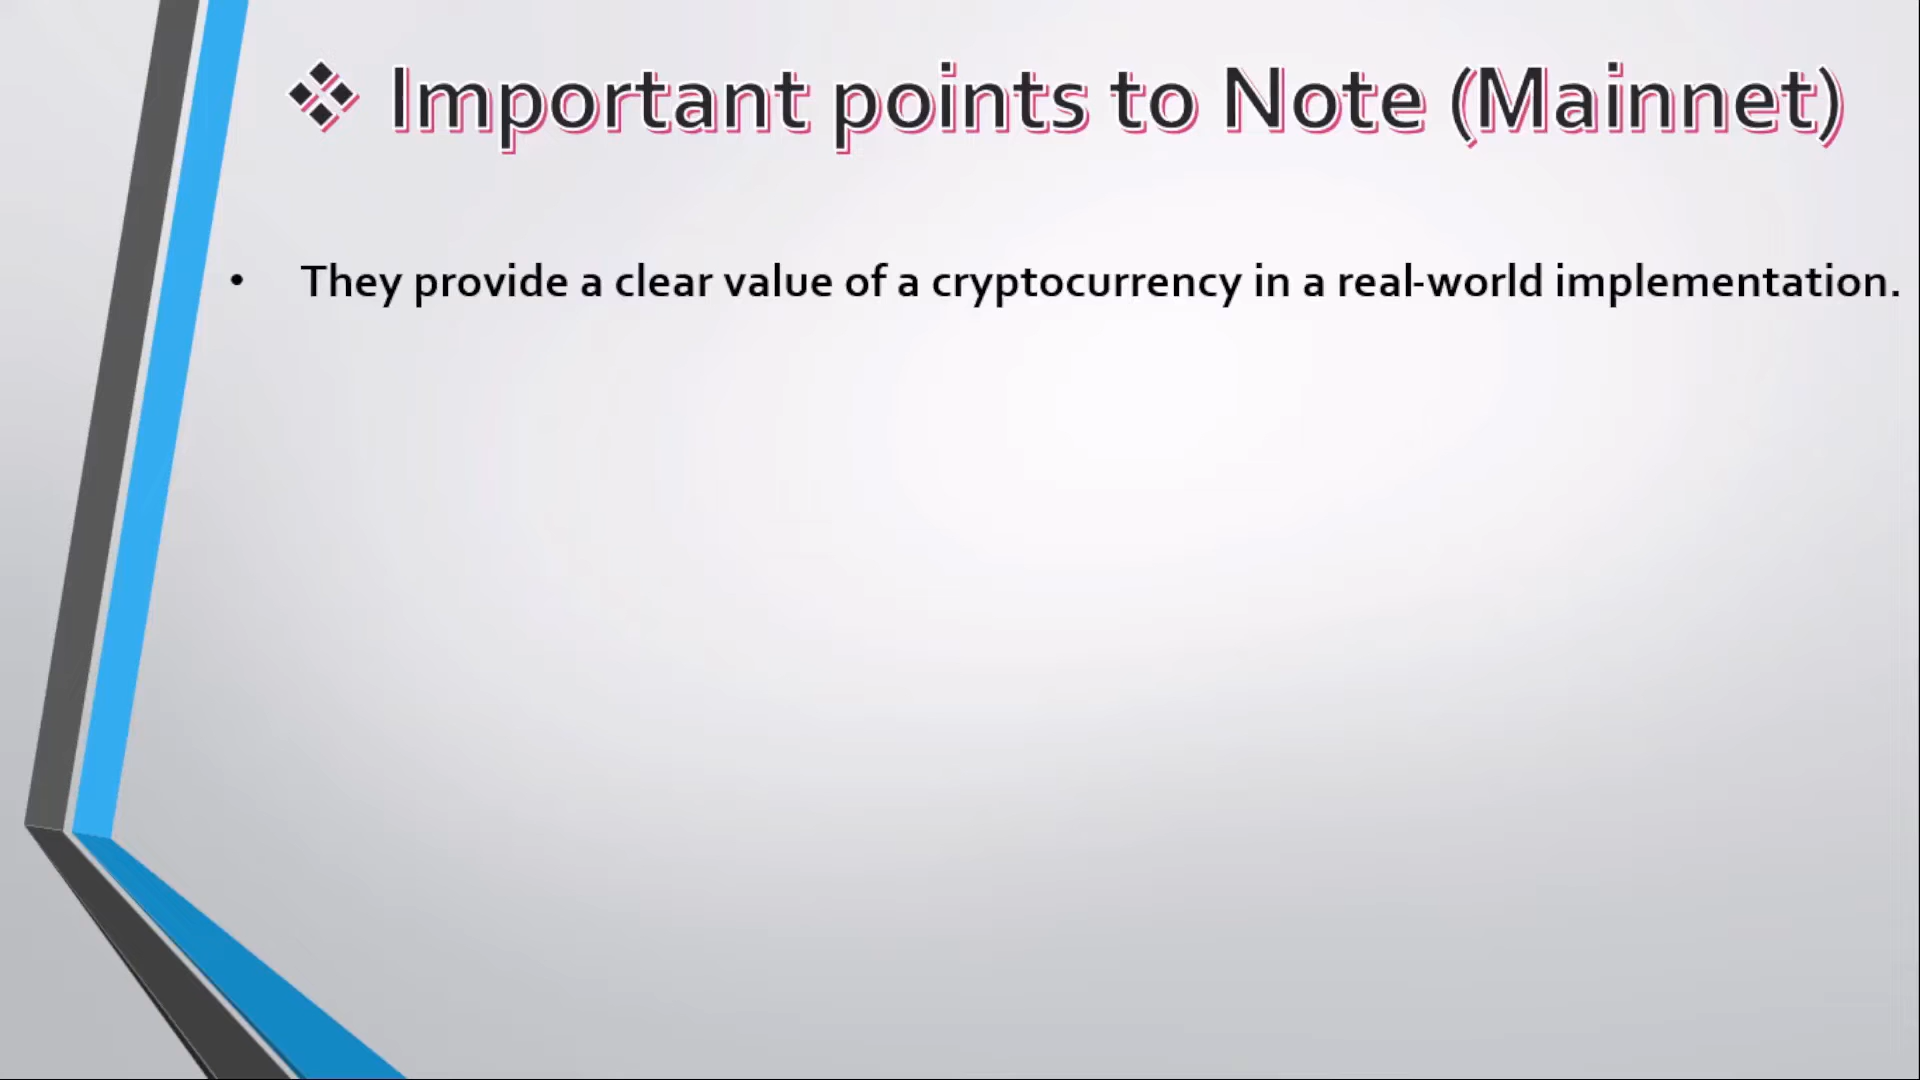 ❖ Important points to Note (Mainnet)
• They provide a clear value of a cryptocurrency in a real-world implementation.